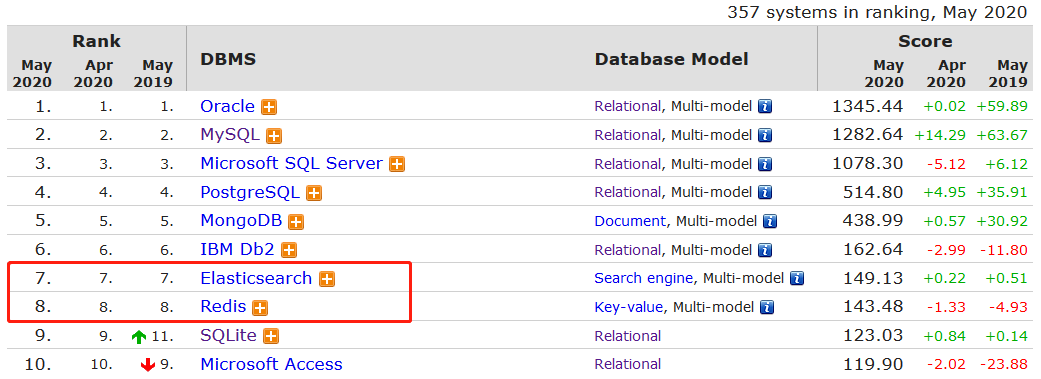 357 systems in ranking, May 2020
Rank DBMS Database Model Score
May 2020 Apr 2020 May 2019 May 2020 Apr 2020 May 2019
1. 1. 1. Oracle Relational, Multi-model 1345.44 +0.02 +59.89
2. 2. 2. MySQL Relational, Multi-model 1282.64 +14.29 +63.67
3. 3. 3. Microsoft SQL Server Relational, Multi-model 1078.30 -5.12 +6.12
4. 4. 4. PostgreSQL Relational, Multi-model 514.80 +4.95 +35.91
5. 5. 5. MongoDB Document, Multi-model 438.99 +0.57 +30.92
6. 6. 6. IBM Db2 Relational, Multi-model 162.64 -2.99 -11.80
7. 7. 7. Elasticsearch Search engine, Multi-model 149.13 +0.22 +0.51
8. 8. 8. Redis Key-value, Multi-model 143.48 -1.33 -4.93
9. 9. 11. SQLite Relational 123.03 +0.84 +0.14
10. 10. 9. Microsoft Access Relational 119.90 -2.02 -23.88